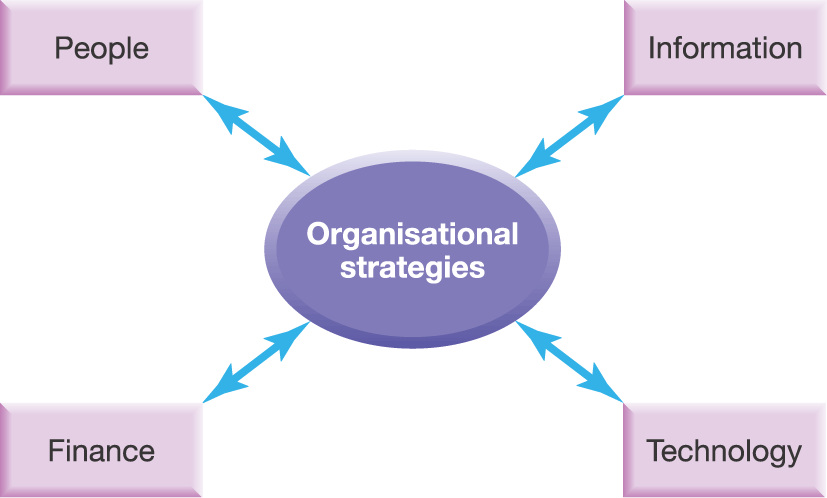 People
Information
Organisational
strategies
Finance
Technology